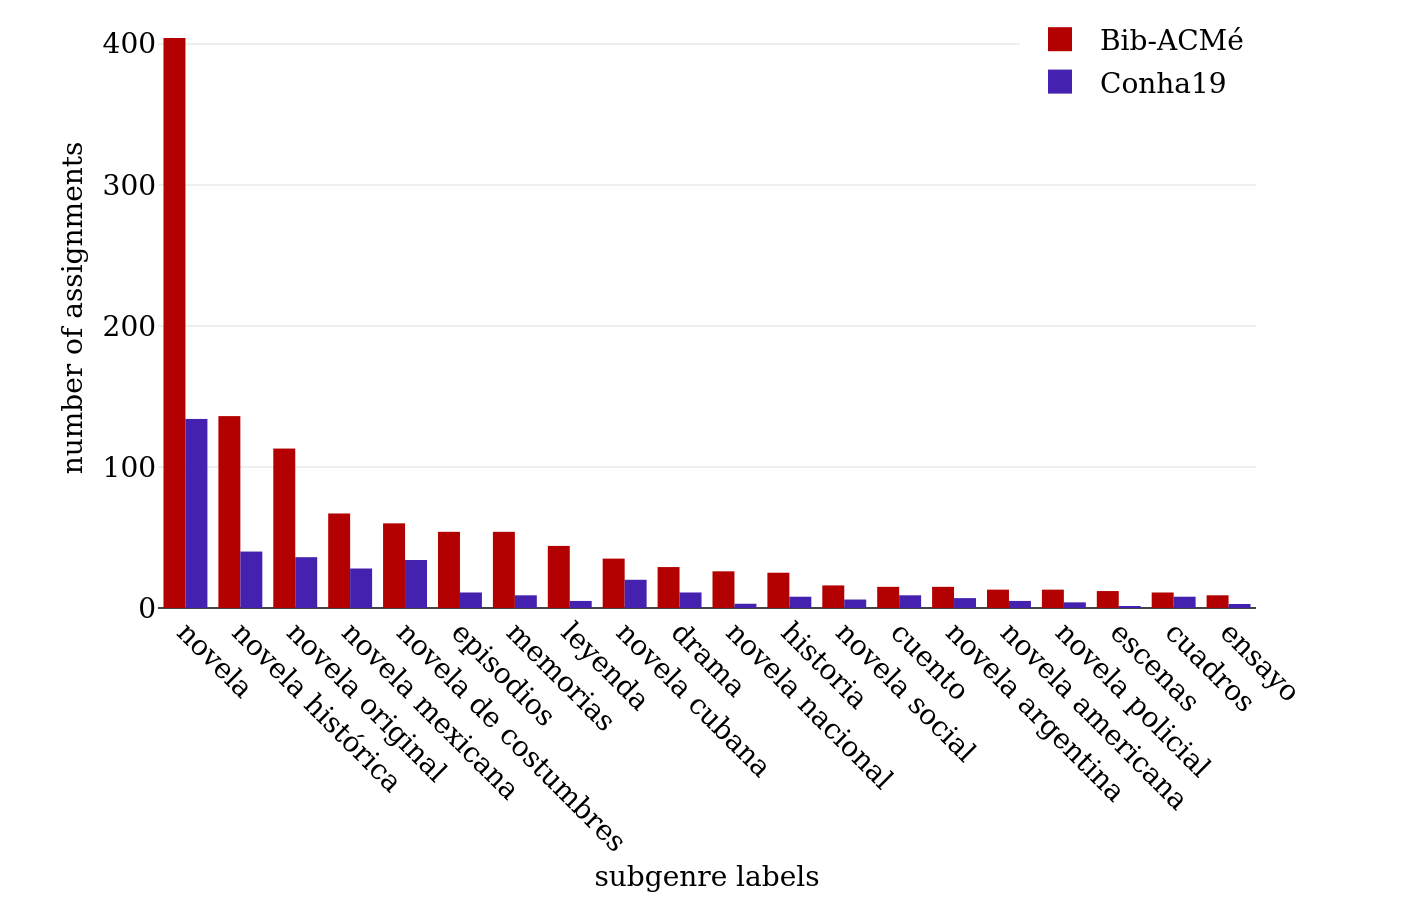 Bib-ACMé
Conha19
number of assignments
400
300
200
100
0
novela
novela histórica
novela original
novela mexicana
novela de costumbres
episodios
memorias
leyenda
novela cubana
drama
novela nacional
historia
novela social
cuento
novela argentina
novela americana
novela policial
escenas
cuadros
ensayo
subgenre labels